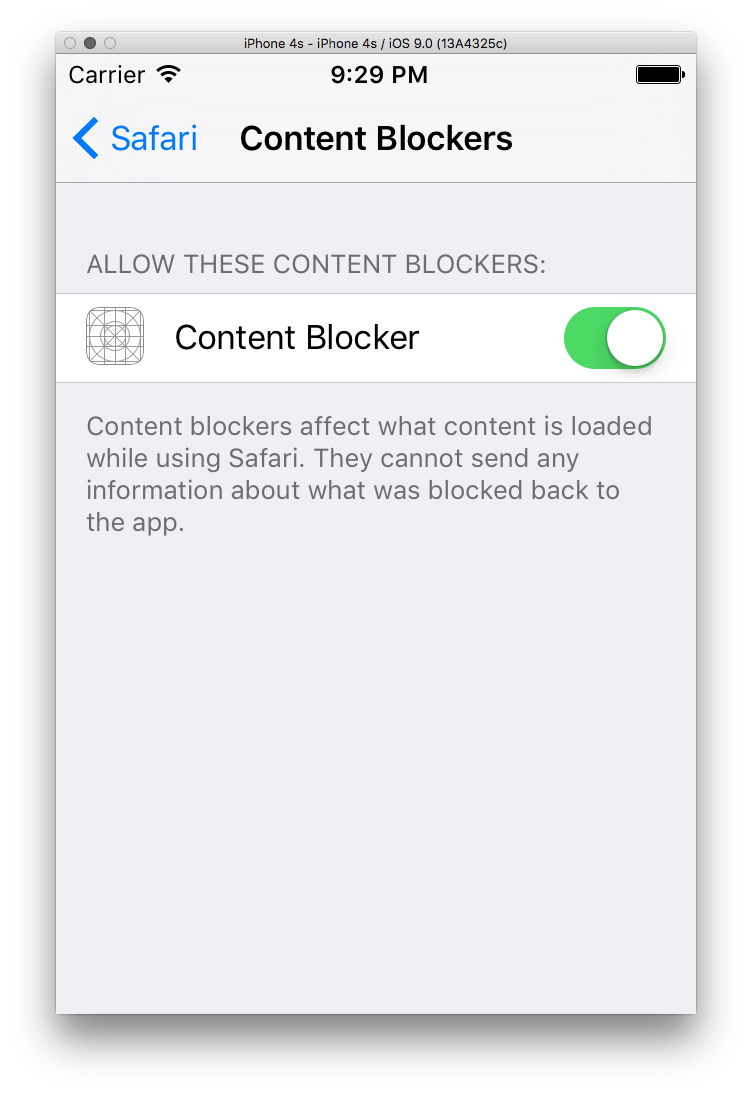 iPhone 4s - iPhone 4s / iOS 9.0 (13A4325c)
Carrier 9:29 PM
Safari Content Blockers
ALLOW THESE CONTENT BLOCKERS:
Content Blocker
Content blockers affect what content is loaded
while using Safari. They cannot send any
information about what was blocked back to
the app.